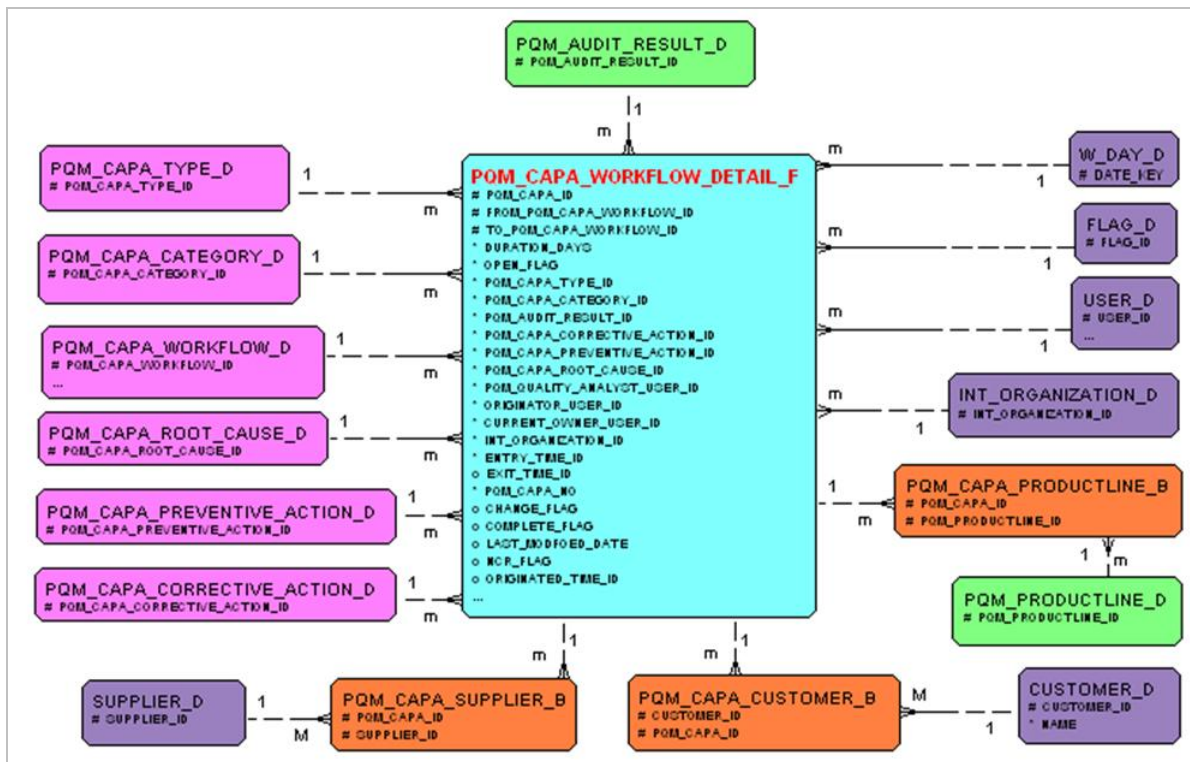 PQM_AUDIT_RESULT_D
# PQM_AUDIT_RESULT_ID
1
m
PQM_CAPA_TYPE_D
# PQM_CAPA_TYPE_ID
1
m
PQM_CAPA_CATEGORY_D
# PQM_CAPA_CATEGORY_ID
1
m
PQM_CAPA_WORKFLOW_D
# PQM_CAPA_WORKFLOW_ID
...
1
m
PQM_CAPA_ROOT_CAUSE_D
# PQM_CAPA_ROOT_CAUSE_ID
1
m
PQM_CAPA_PREVENTIVE_ACTION_D
# PQM_CAPA_PREVENTIVE_ACTION_ID
1
m
PQM_CAPA_CORRECTIVE_ACTION_D
# PQM_CAPA_CORRECTIVE_ACTION_ID
1
m
PQM_CAPA_WORKFLOW_DETAIL_F
# PQM_CAPA_ID
# FROM_PQM_CAPA_WORKFLOW_ID
# TO_PQM_CAPA_WORKFLOW_ID
* DURATION_DAYS
* OPEN_FLAG
* PQM_CAPA_TYPE_ID
* PQM_CAPA_CATEGORY_ID
* PQM_AUDIT_RESULT_ID
* PQM_CAPA_CORRECTIVE_ACTION_ID
* PQM_CAPA_PREVENTIVE_ACTION_ID
* PQM_CAPA_ROOT_CAUSE_ID
* PQM_QUALITY_ANALYST_USER_ID
* ORIGINATOR_USER_ID
* CURRENT_OWNER_USER_ID
* INT_ORGANIZATION_ID
* ENTRY_TIME_ID
o EXIT_TIME_ID
* PQM_CAPA_NO
o CHANGE_FLAG
o COMPLETE_FLAG
o LAST_MODFOED_DATE
o NCR_FLAG
o ORIGINATED_TIME_ID
...
m
1
W_DAY_D
# DATE_KEY
m
1
FLAG_D
# FLAG_ID
m
1
USER_D
# USER_ID
...
m
1
INT_ORGANIZATION_D
# INT_ORGANIZATION_ID
1
m
PQM_CAPA_PRODUCTLINE_B
# PQM_CAPA_ID
# PQM_PRODUCTLINE_ID
1
m
PQM_PRODUCTLINE_D
# PQM_PRODUCTLINE_ID
1
m
1
m
SUPPLIER_D
# SUPPLIER_ID
1
M
PQM_CAPA_SUPPLIER_B
# PQM_CAPA_ID
# SUPPLIER_ID
PQM_CAPA_CUSTOMER_B
# CUSTOMER_ID
# PQM_CAPA_ID
M
1
CUSTOMER_D
# CUSTOMER_ID
* NAME